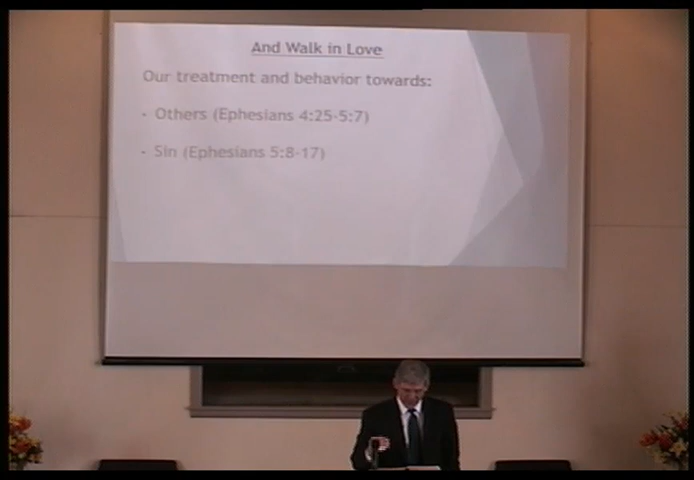 And Walk in Love
Our treatment and behavior towards:
- Others (Ephesians 4:25-5:7)
- Sin (Ephesians 5:8-17)